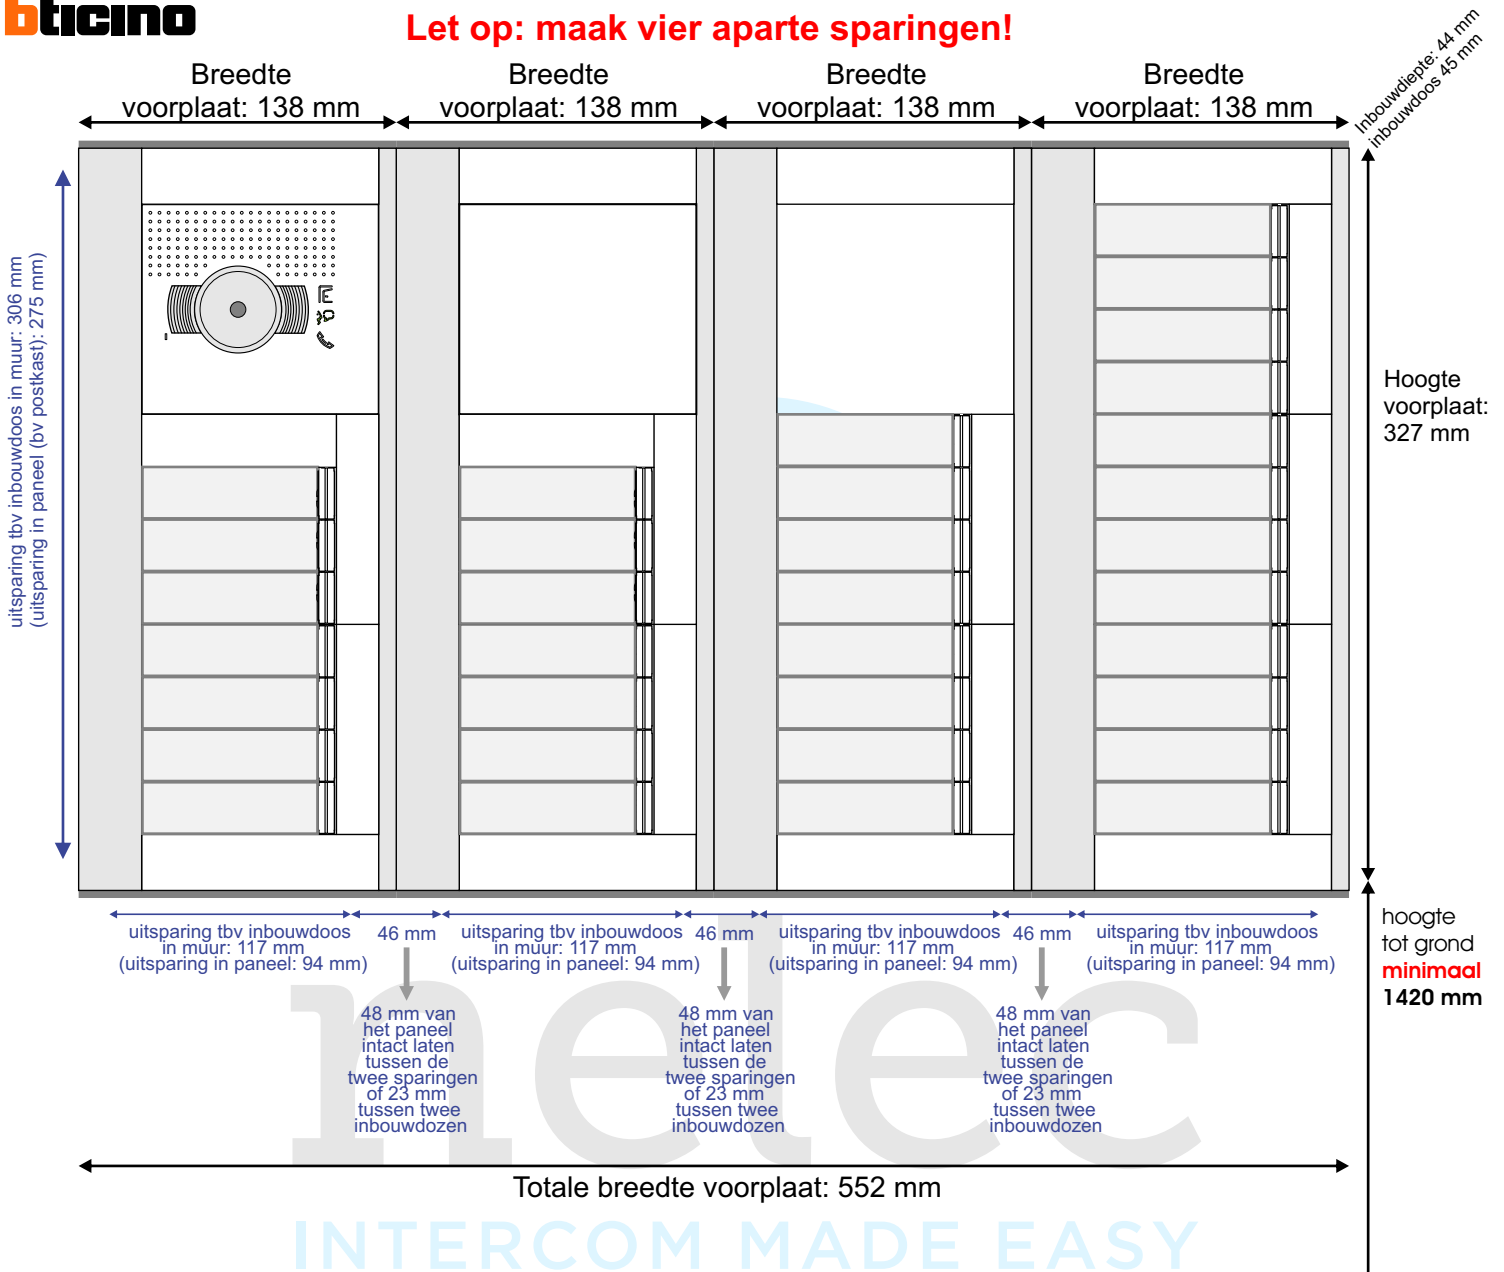 bticino
Let op: maak vier aparte sparingen!
Inbouwdiepte: 44 mm
inbouwdoos 45 mm
Breedte
voorplaat: 138 mm
Breedte
voorplaat: 138 mm
Breedte
voorplaat: 138 mm
Breedte
voorplaat: 138 mm
uitsparing tbv inbouwdoos in muur: 306 mm
(uitsparing in paneel (bv postkast): 275 mm)
Hoogte
voorplaat:
327 mm
uitsparing tbv inbouwdoos
in muur: 117 mm
(uitsparing in paneel: 94 mm)
46 mm
uitsparing tbv inbouwdoos
in muur: 117 mm
(uitsparing in paneel: 94 mm)
46 mm
uitsparing tbv inbouwdoos
in muur: 117 mm
(uitsparing in paneel: 94 mm)
46 mm
uitsparing tbv inbouwdoos
in muur: 117 mm
(uitsparing in paneel: 94 mm)
hoogte
tot grond
minimaal
1420 mm
48 mm van
het paneel
intact laten
tussen de
twee sparingen
of 23 mm
tussen twee
inbouwdozen
48 mm van
het paneel
intact laten
tussen de
twee sparingen
of 23 mm
tussen twee
inbouwdozen
48 mm van
het paneel
intact laten
tussen de
twee sparingen
of 23 mm
tussen twee
inbouwdozen
nelec
Totale breedte voorplaat: 552 mm
INTERCOM MADE EASY